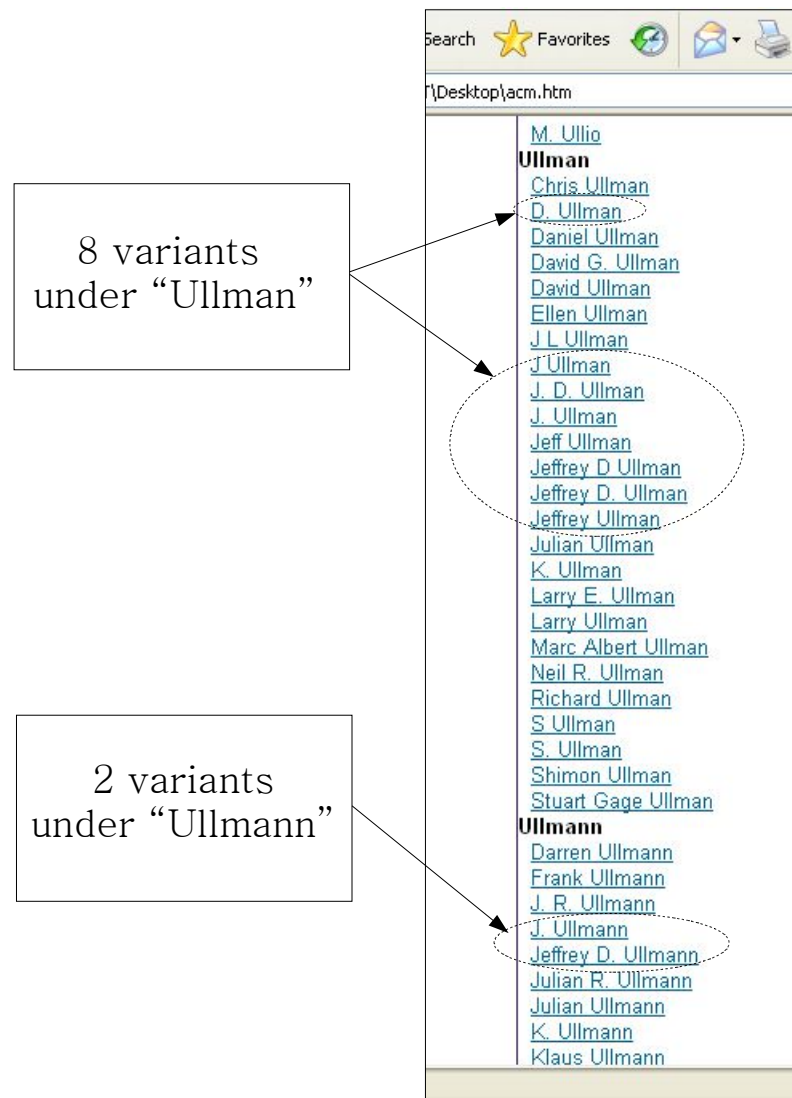 Search Favorites
T\Desktop\acm.htm
8 variants
under “Ullman”
2 variants
under “Ullmann”
M. Ullio
Ullman
Chris Ullman
D. Ullman
Daniel Ullman
David G. Ullman
David Ullman
Ellen Ullman
J L Ullman
J Ullman
J. D. Ullman
J. Ullman
Jeff Ullman
Jeffrey D Ullman
Jeffrey D. Ullman
Jeffrey Ullman
Julian Ullman
K. Ullman
Larry E. Ullman
Larry Ullman
Marc Albert Ullman
Neil R. Ullman
Richard Ullman
S Ullman
S. Ullman
Shimon Ullman
Stuart Gage Ullman
Ullmann
Darren Ullmann
Frank Ullmann
J. R. Ullmann
J. Ullmann
Jeffrey D. Ullmann
Julian R. Ullmann
Julian Ullmann
K. Ullmann
Klaus Ullmann